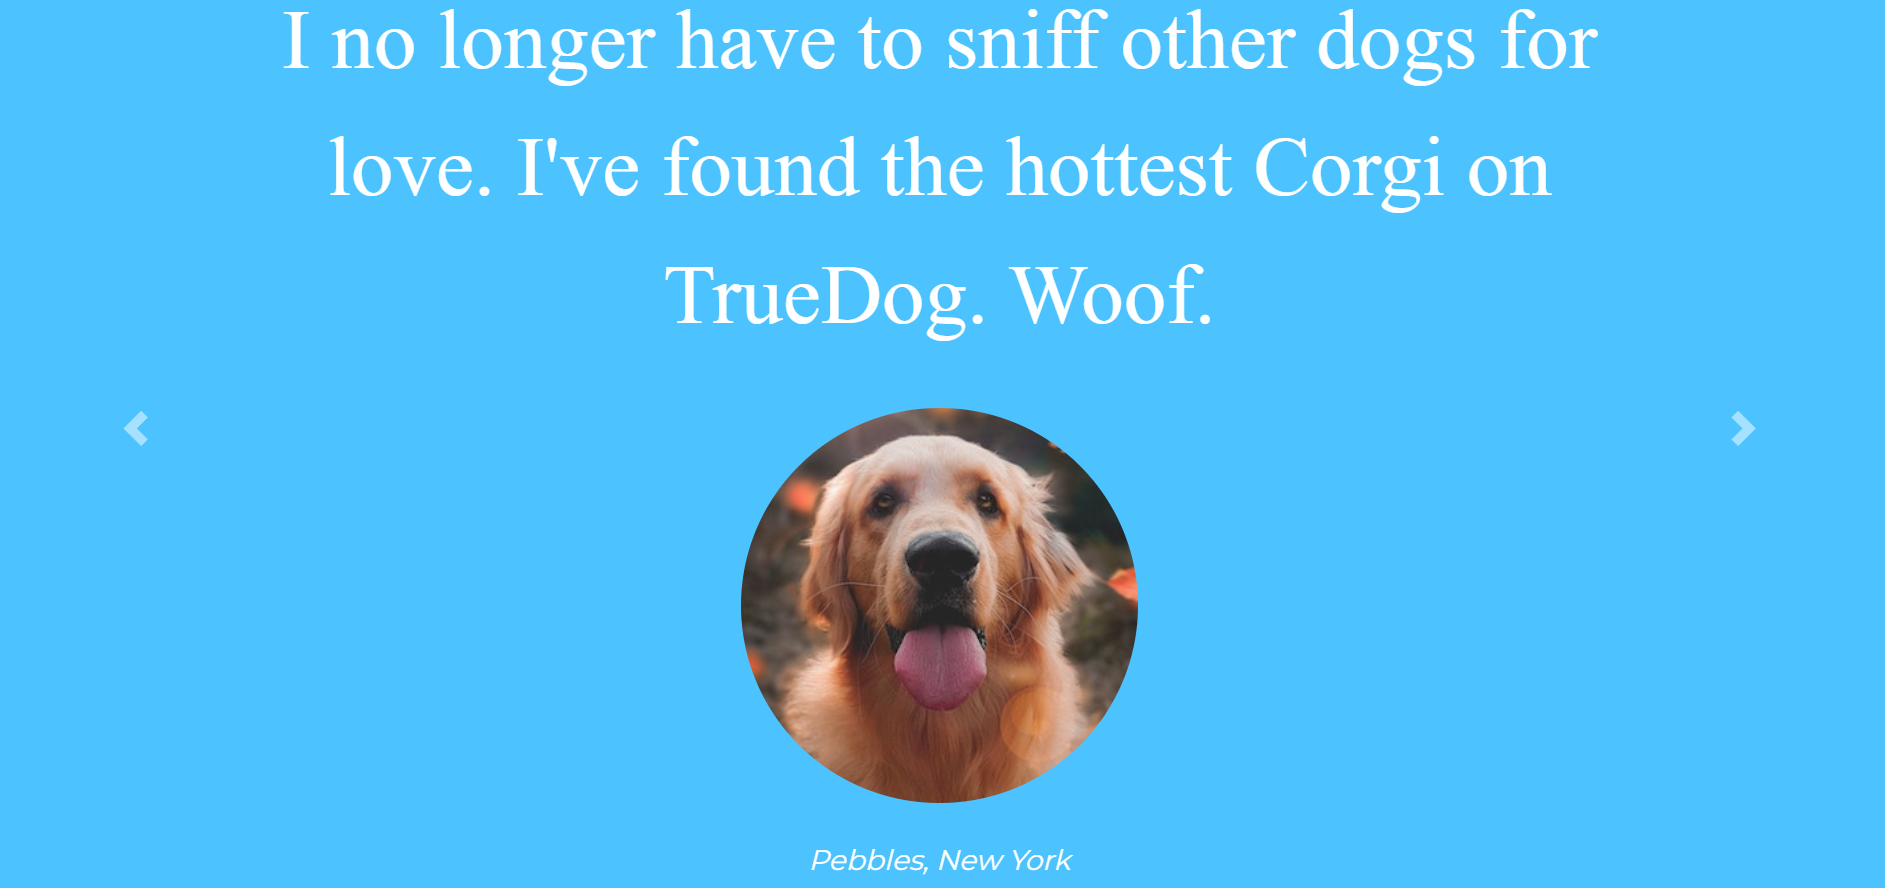 I no longer have to sniff other dogs for
love. I've found the hottest Corgi on
TrueDog. Woof.
Pebbles, New York